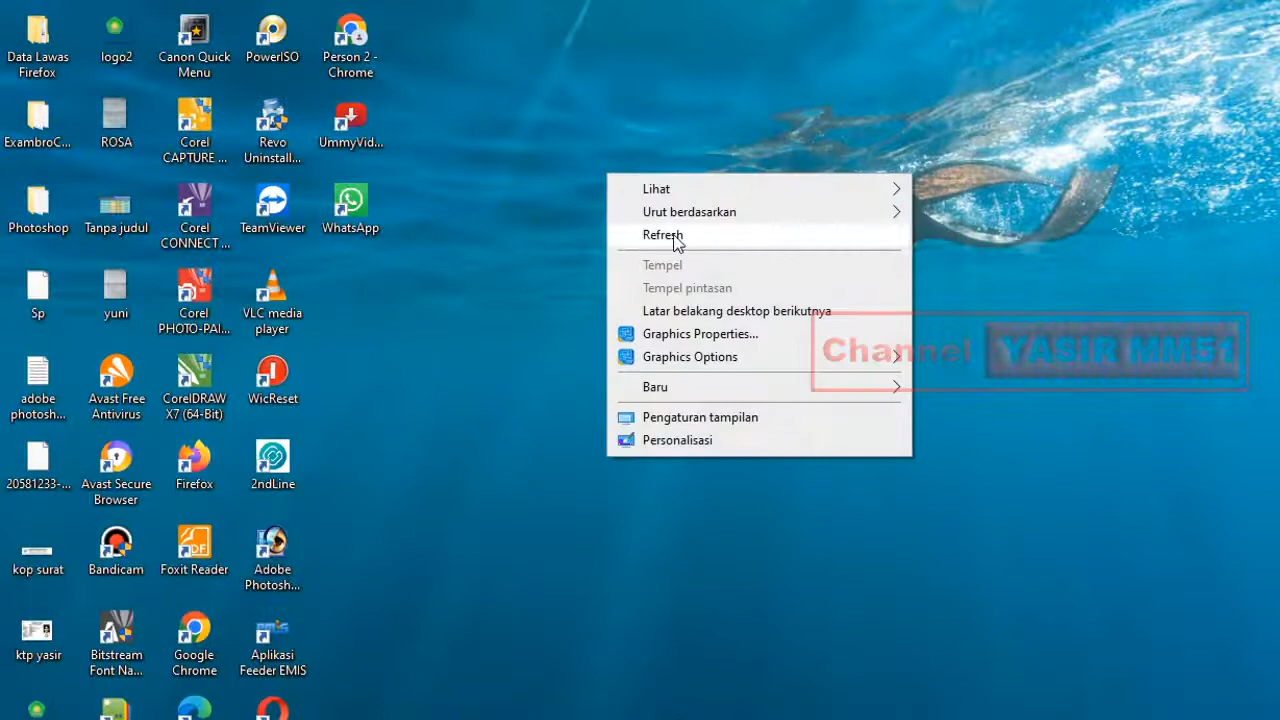 Data Lawas
Firefox
logo2
Canon Quick
Menu
PowerISO
Person 2 -
Chrome
ExambroC...
ROSA
Corel
CAPTURE ...
Revo
Uninstall...
UmmyVid...
Photoshop
Tanpa judul
Corel
CONNECT ...
TeamViewer
WhatsApp
Sp
yuni
Corel
PHOTO-PAI...
VLC media
player
adobe
photosh...
Avast Free
Antivirus
CorelDRAW
X7 (64-Bit)
WicReset
20581233-...
Avast Secure
Browser
Firefox
2ndLine
kop surat
Bandicam
Foxit Reader
Adobe
Photosh...
ktp yasir
Bitstream
Font Na...
Google
Chrome
Aplikasi
Feeder EMIS
Lihat
Urut berdasarkan
Refresh
Tempel
Tempel pintasan
Latar belakang desktop berikutnya
Graphics Properties...
Graphics Options
Baru
Pengaturan tampilan
Personalisasi
Channel YASIR MM51